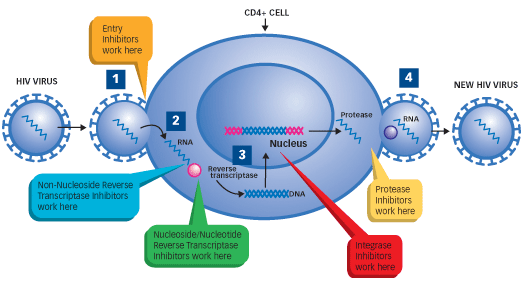 CD4+ CELL
Entry
Inhibitors
work here
HIV VIRUS
1
2
RNA
Nucleus
3
Reverse
transcriptase
DNA
Protease
4
RNA
NEW HIV VIRUS
Non-Nucleoside Reverse
Transcriptase Inhibitors
work here
Nucleoside/Nucleotide
Reverse Transcriptase
Inhibitors work here
Integrase
Inhibitors
work here
Protease
Inhibitors
work here